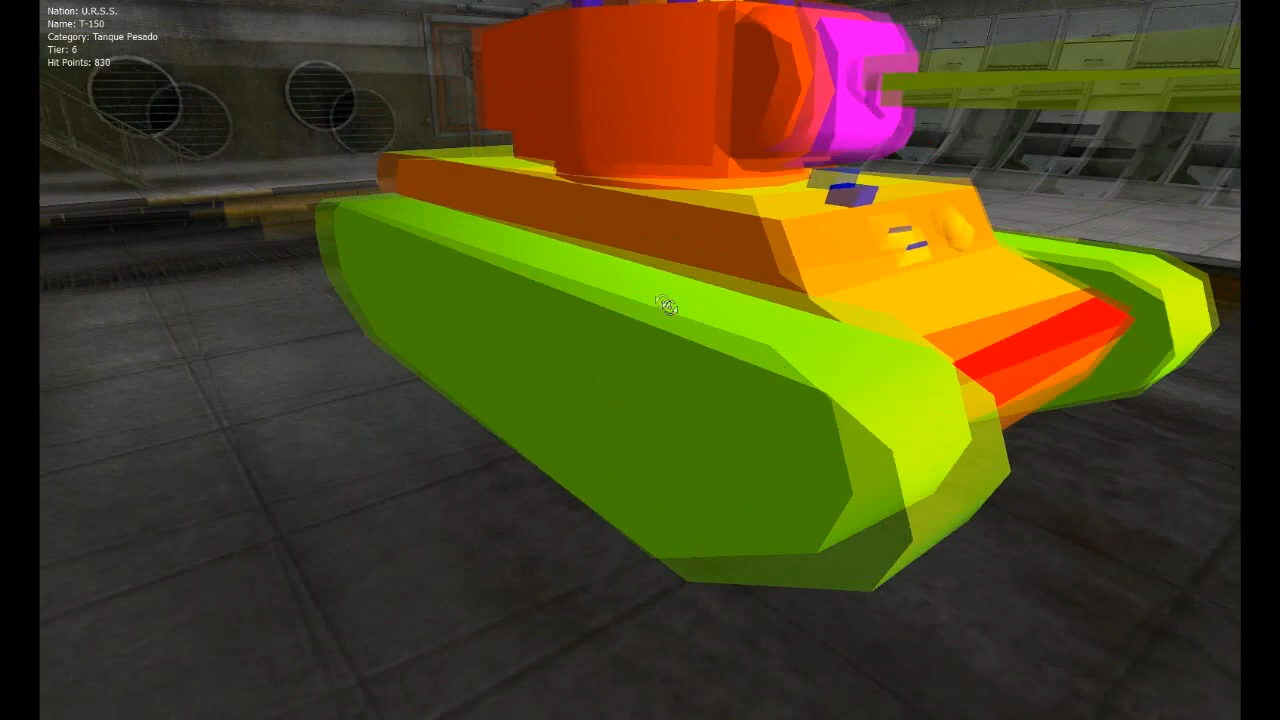 Nation: U.R.S.S.
Name: T-150
Category: Tanque Pesado
Tier: 6
Hit Points: 830